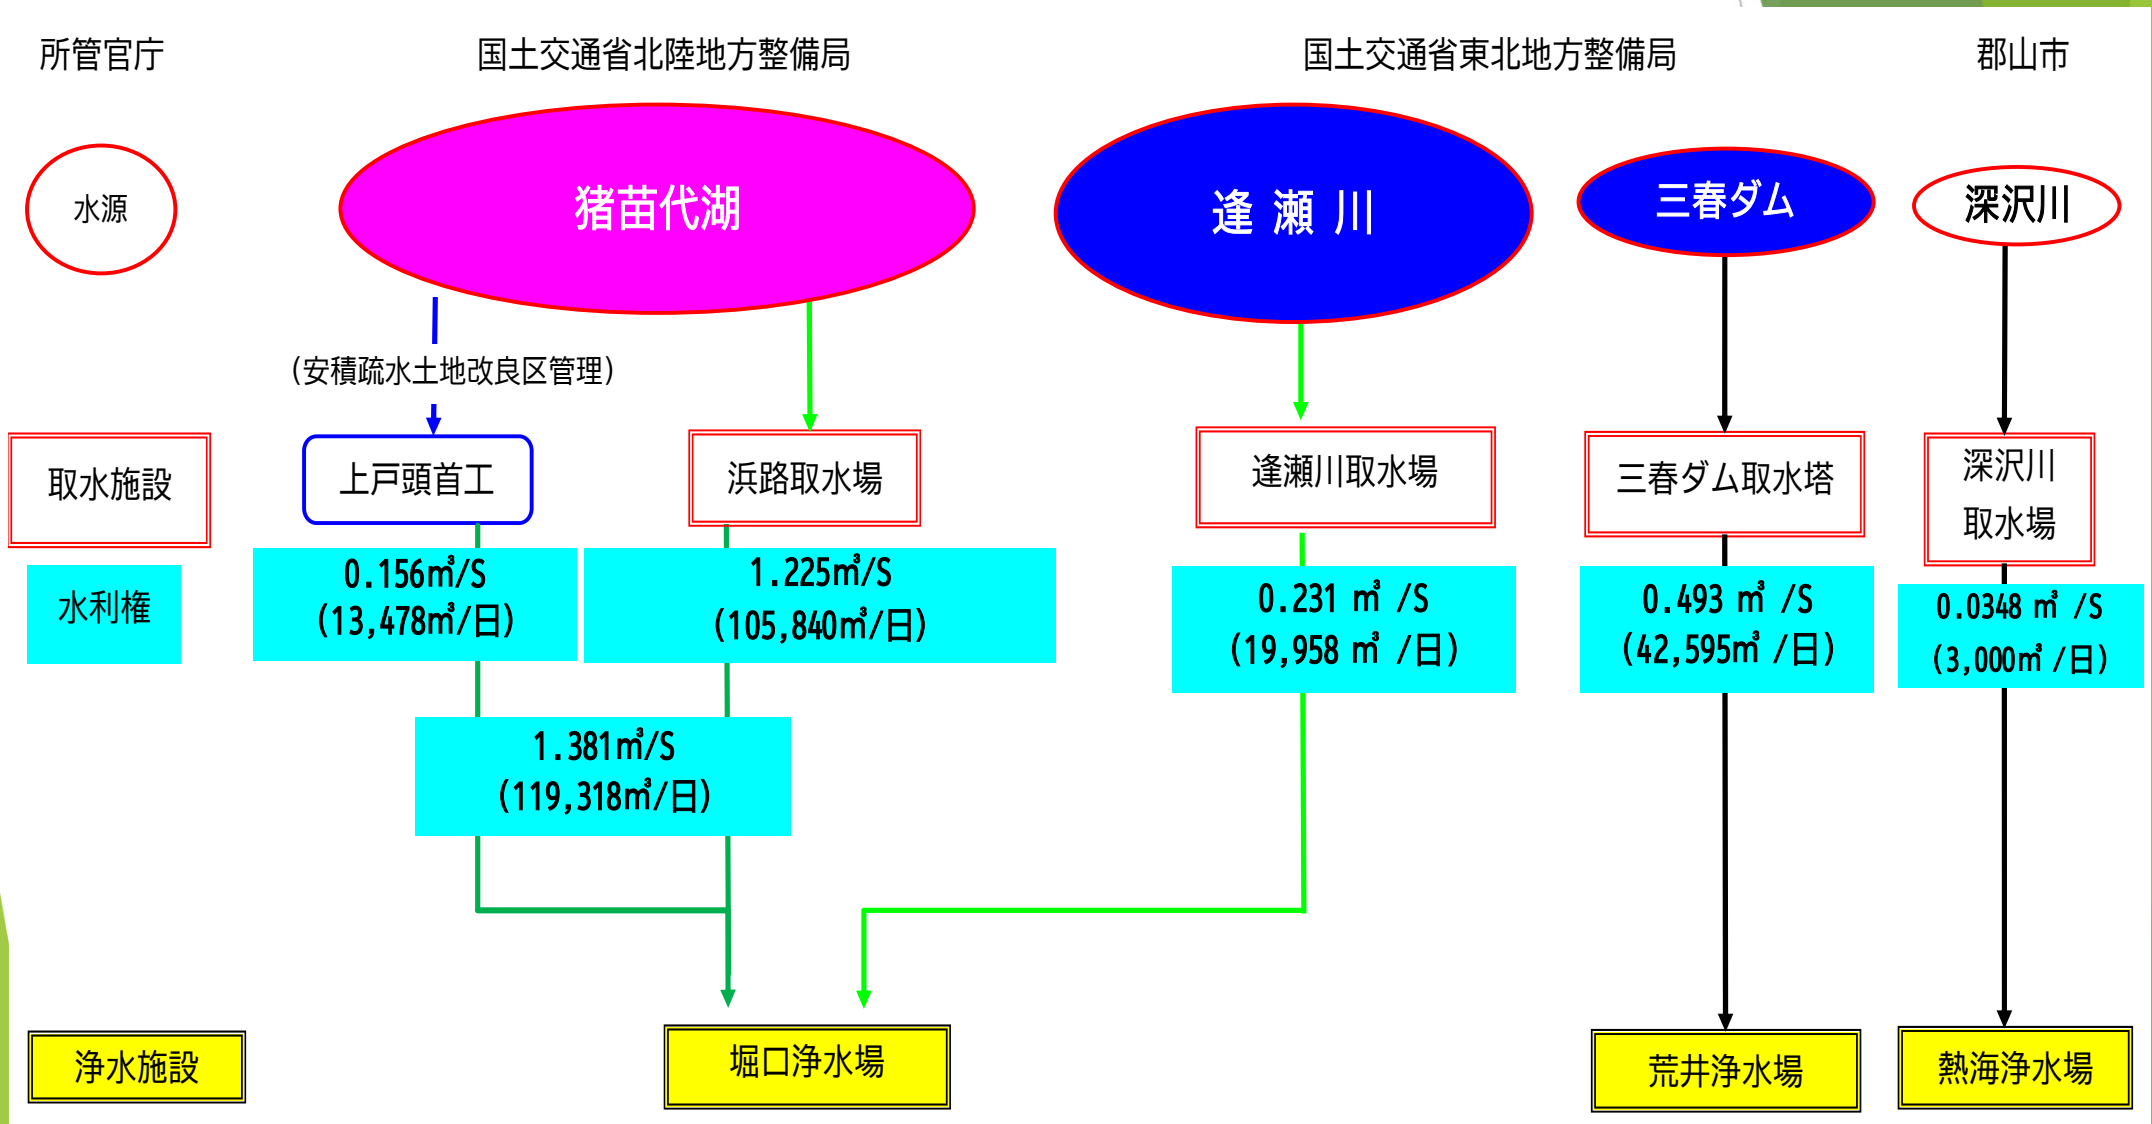 所管官庁
国土交通省北陸地方整備局
国土交通省東北地方整備局
郡山市
水源
猪苗代湖
逢 瀬 川
三春ダム
深沢川
(安積疏水土地改良区管理)
取水施設
上戸頭首工
浜路取水場
逢瀬川取水場
三春ダム取水塔
深沢川
取水場
水利権
0.156㎥/S
(13,478㎥/日)
1.225㎥/S
(105,840㎥/日)
0.231 ㎥ /S
(19,958 ㎥ /日)
0.493 ㎥ /S
(42,595㎥ /日)
0.0348 ㎥ /S
(3,000㎥ /日)
1.381㎥/S
(119,318㎥/日)
浄水施設
堀口浄水場
荒井浄水場
熱海浄水場